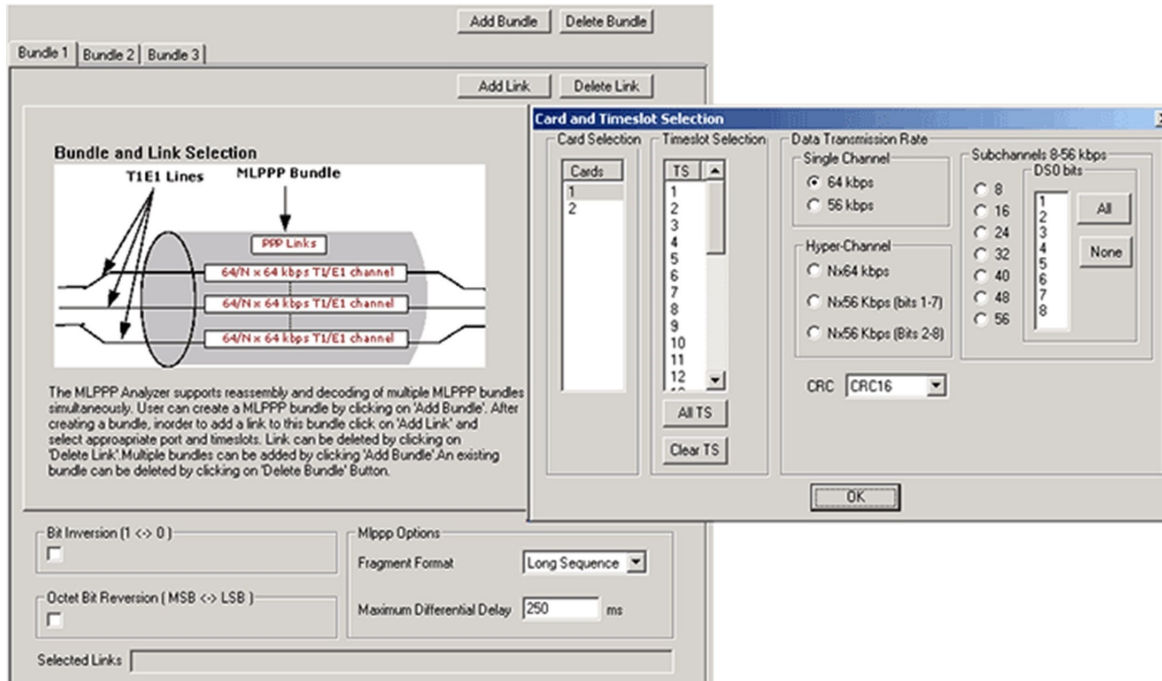 Add Bundle
Delete Bundle
Bundle 1
Bundle 2
Bundle 3
Add Link
Delete Link
Bundle and Link Selection
T1E1 Lines
MLPPP Bundle
PPP Links
64/N x 64 kbps T1/E1 channel
64/N x 64 kbps T1/E1 channel
64/N x 64 kbps T1/E1 channel
The MLPPP Analyzer supports reassembly and decoding of multiple MLPPP bundles
simultaneously. User can create a MLPPP bundle by clicking on 'Add Bundle'. After
creating a bundle, inorder to add a link to this bundle click on 'Add Link' and
select approapriate port and timeslots. Link can be deleted by clicking on
'Delete Link'.Multiple bundles can be added by clicking 'Add Bundle'.An existing
bundle can be deleted by clicking on 'Delete Bundle' Button.
Bit Inversion (1 <-> 0 )
Octet Bit Reversion ( MSB <-> LSB )
Mlppp Options
Fragment Format
Long Sequence
Maximum Differential Delay
250
ms
Selected Links
Card and Timeslot Selection
Card Selection
Cards
1
2
Timeslot Selection
TS
1
2
3
4
5
6
7
8
9
10
11
12
All TS
Clear TS
Data Transmission Rate
Single Channel
64 kbps
56 kbps
Hyper-Channel
Nx64 kbps
Nx56 Kbps (bits 1-7)
Nx56 Kbps (Bits 2-8)
CRC
CRC16
Subchannels 8-56 kbps
8
16
24
32
40
48
56
DS0 bits
1
2
3
4
5
6
7
8
All
None
OK